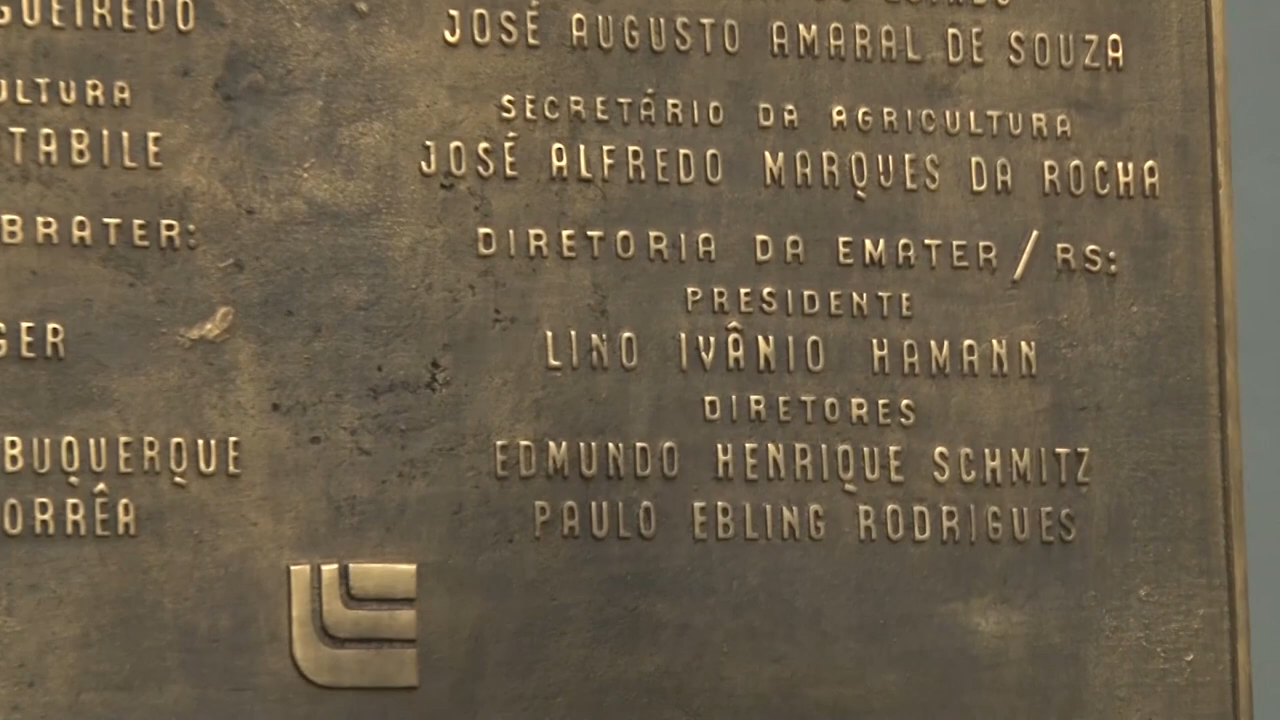 JOSÉ AUGUSTO AMARAL DE SOUZA
SECRETÁRIO DA AGRICULTURA
JOSÉ ALFREDO MARQUES DA ROCHA
DIRETORIA DA EMATER/RS:
PRESIDENTE
LINO IVÂNIO HAMANN
DIRETORES
EDMUNDO HENRIQUE SCHMITZ
PAULO EBLING RODRIGUES
GUEIREDO
ULTURA
TABILE
BRATER:
GER
BUQUERQUE
ORRÊA